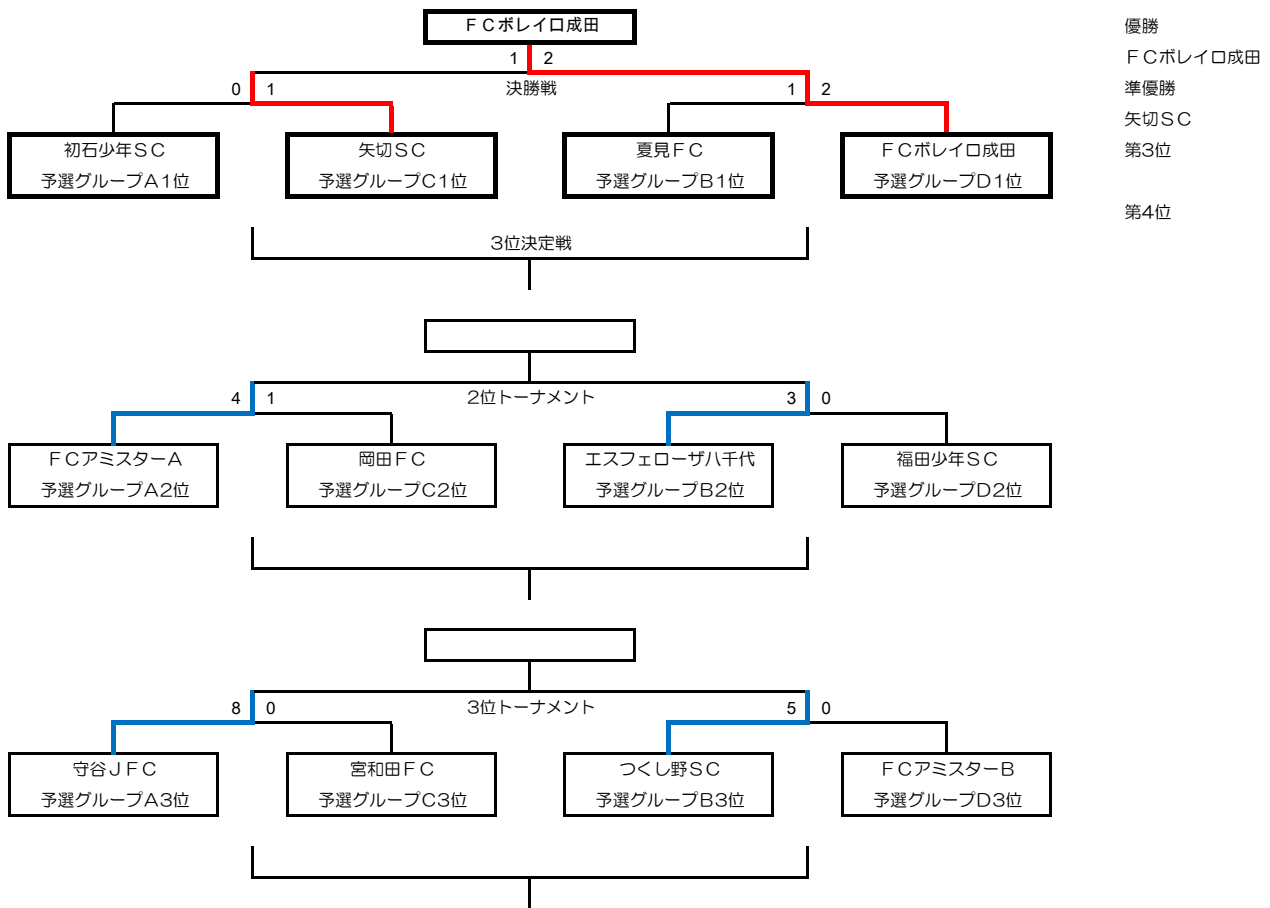 ＦＣボレイロ成田
優勝
1 2
ＦＣボレイロ成田
0 1
決勝戦
1 2
準優勝
矢切ＳＣ
初石少年ＳＣ
矢切ＳＣ
夏見ＦＣ
ＦＣボレイロ成田
第3位
予選グループA1位
予選グループC1位
予選グループB1位
予選グループD1位
第4位
3位決定戦
4 1
2位トーナメント
3 0
ＦＣアミスターＡ
岡田ＦＣ
エスフェローザ八千代
福田少年ＳＣ
予選グループA2位
予選グループC2位
予選グループB2位
予選グループD2位
8 0
3位トーナメント
5 0
守谷ＪＦＣ
宮和田ＦＣ
つくし野ＳＣ
ＦＣアミスターＢ
予選グループA3位
予選グループC3位
予選グループB3位
予選グループD3位